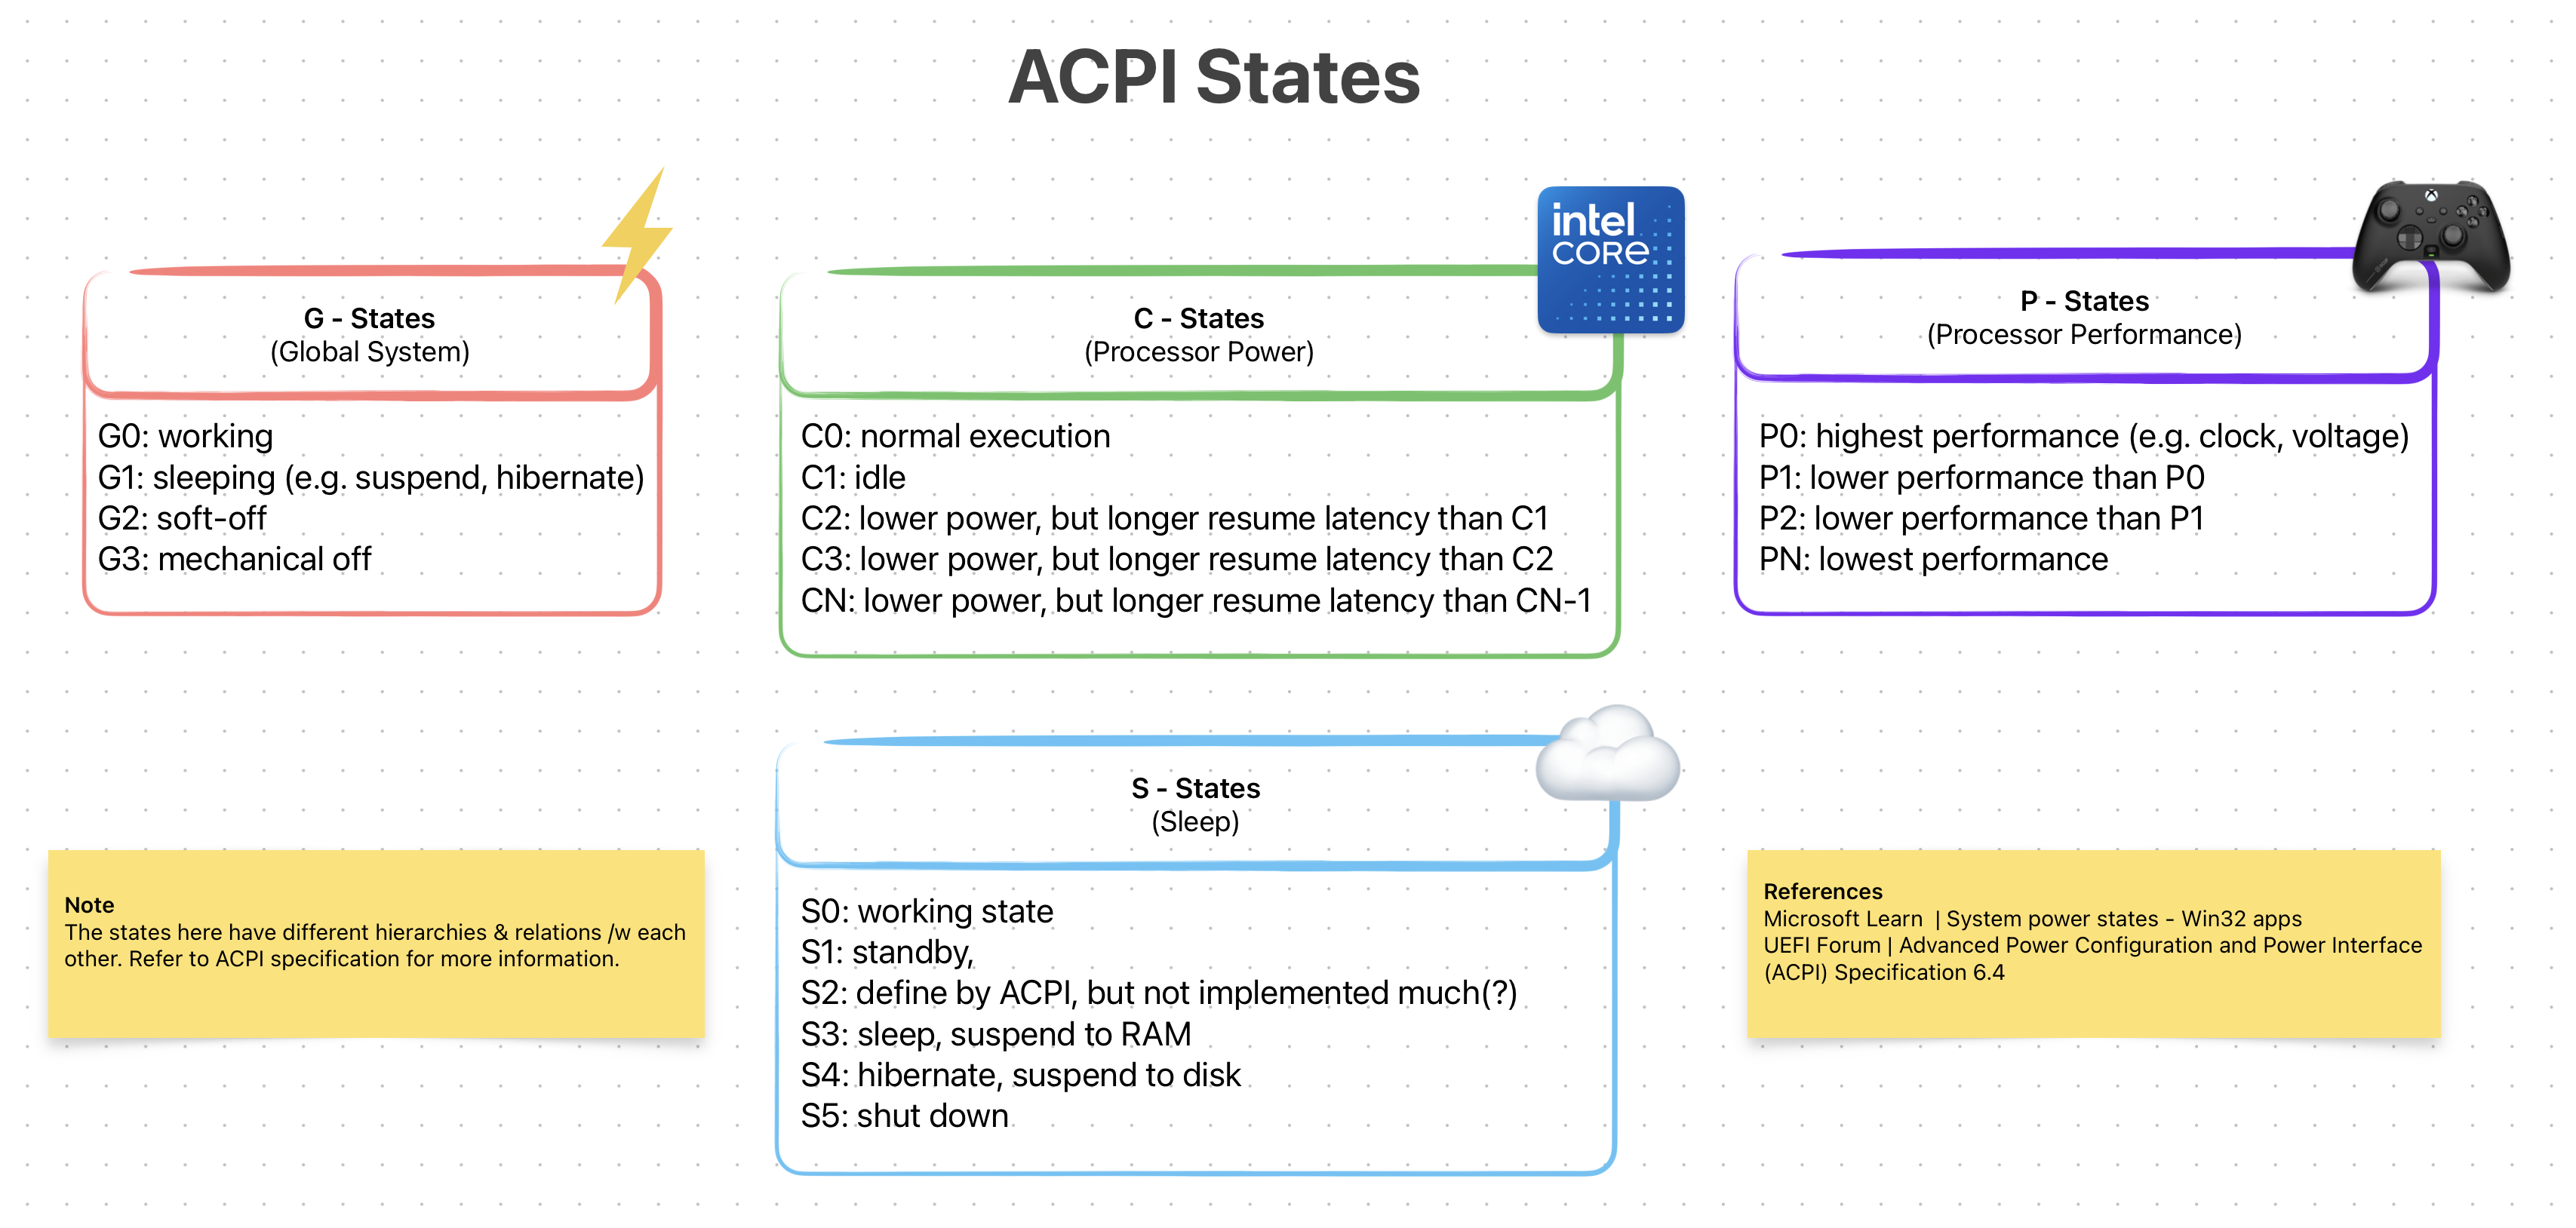 ACPI States
G - States
(Global System)
G0: working
G1: sleeping (e.g. suspend, hibernate)
G2: soft-off
G3: mechanical off
intel
CORe
C - States
(Processor Power)
C0: normal execution
C1: idle
C2: lower power, but longer resume latency than C1
C3: lower power, but longer resume latency than C2
CN: lower power, but longer resume latency than CN-1
P - States
(Processor Performance)
P0: highest performance (e.g. clock, voltage)
P1: lower performance than P0
P2: lower performance than P1
PN: lowest performance
S - States
(Sleep)
S0: working state
S1: standby,
S2: define by ACPI, but not implemented much(?)
S3: sleep, suspend to RAM
S4: hibernate, suspend to disk
S5: shut down
Note
The states here have different hierarchies & relations /w each
other. Refer to ACPI specification for more information.
References
Microsoft Learn | System power states - Win32 apps
UEFI Forum | Advanced Power Configuration and Power Interface
(ACPI) Specification 6.4